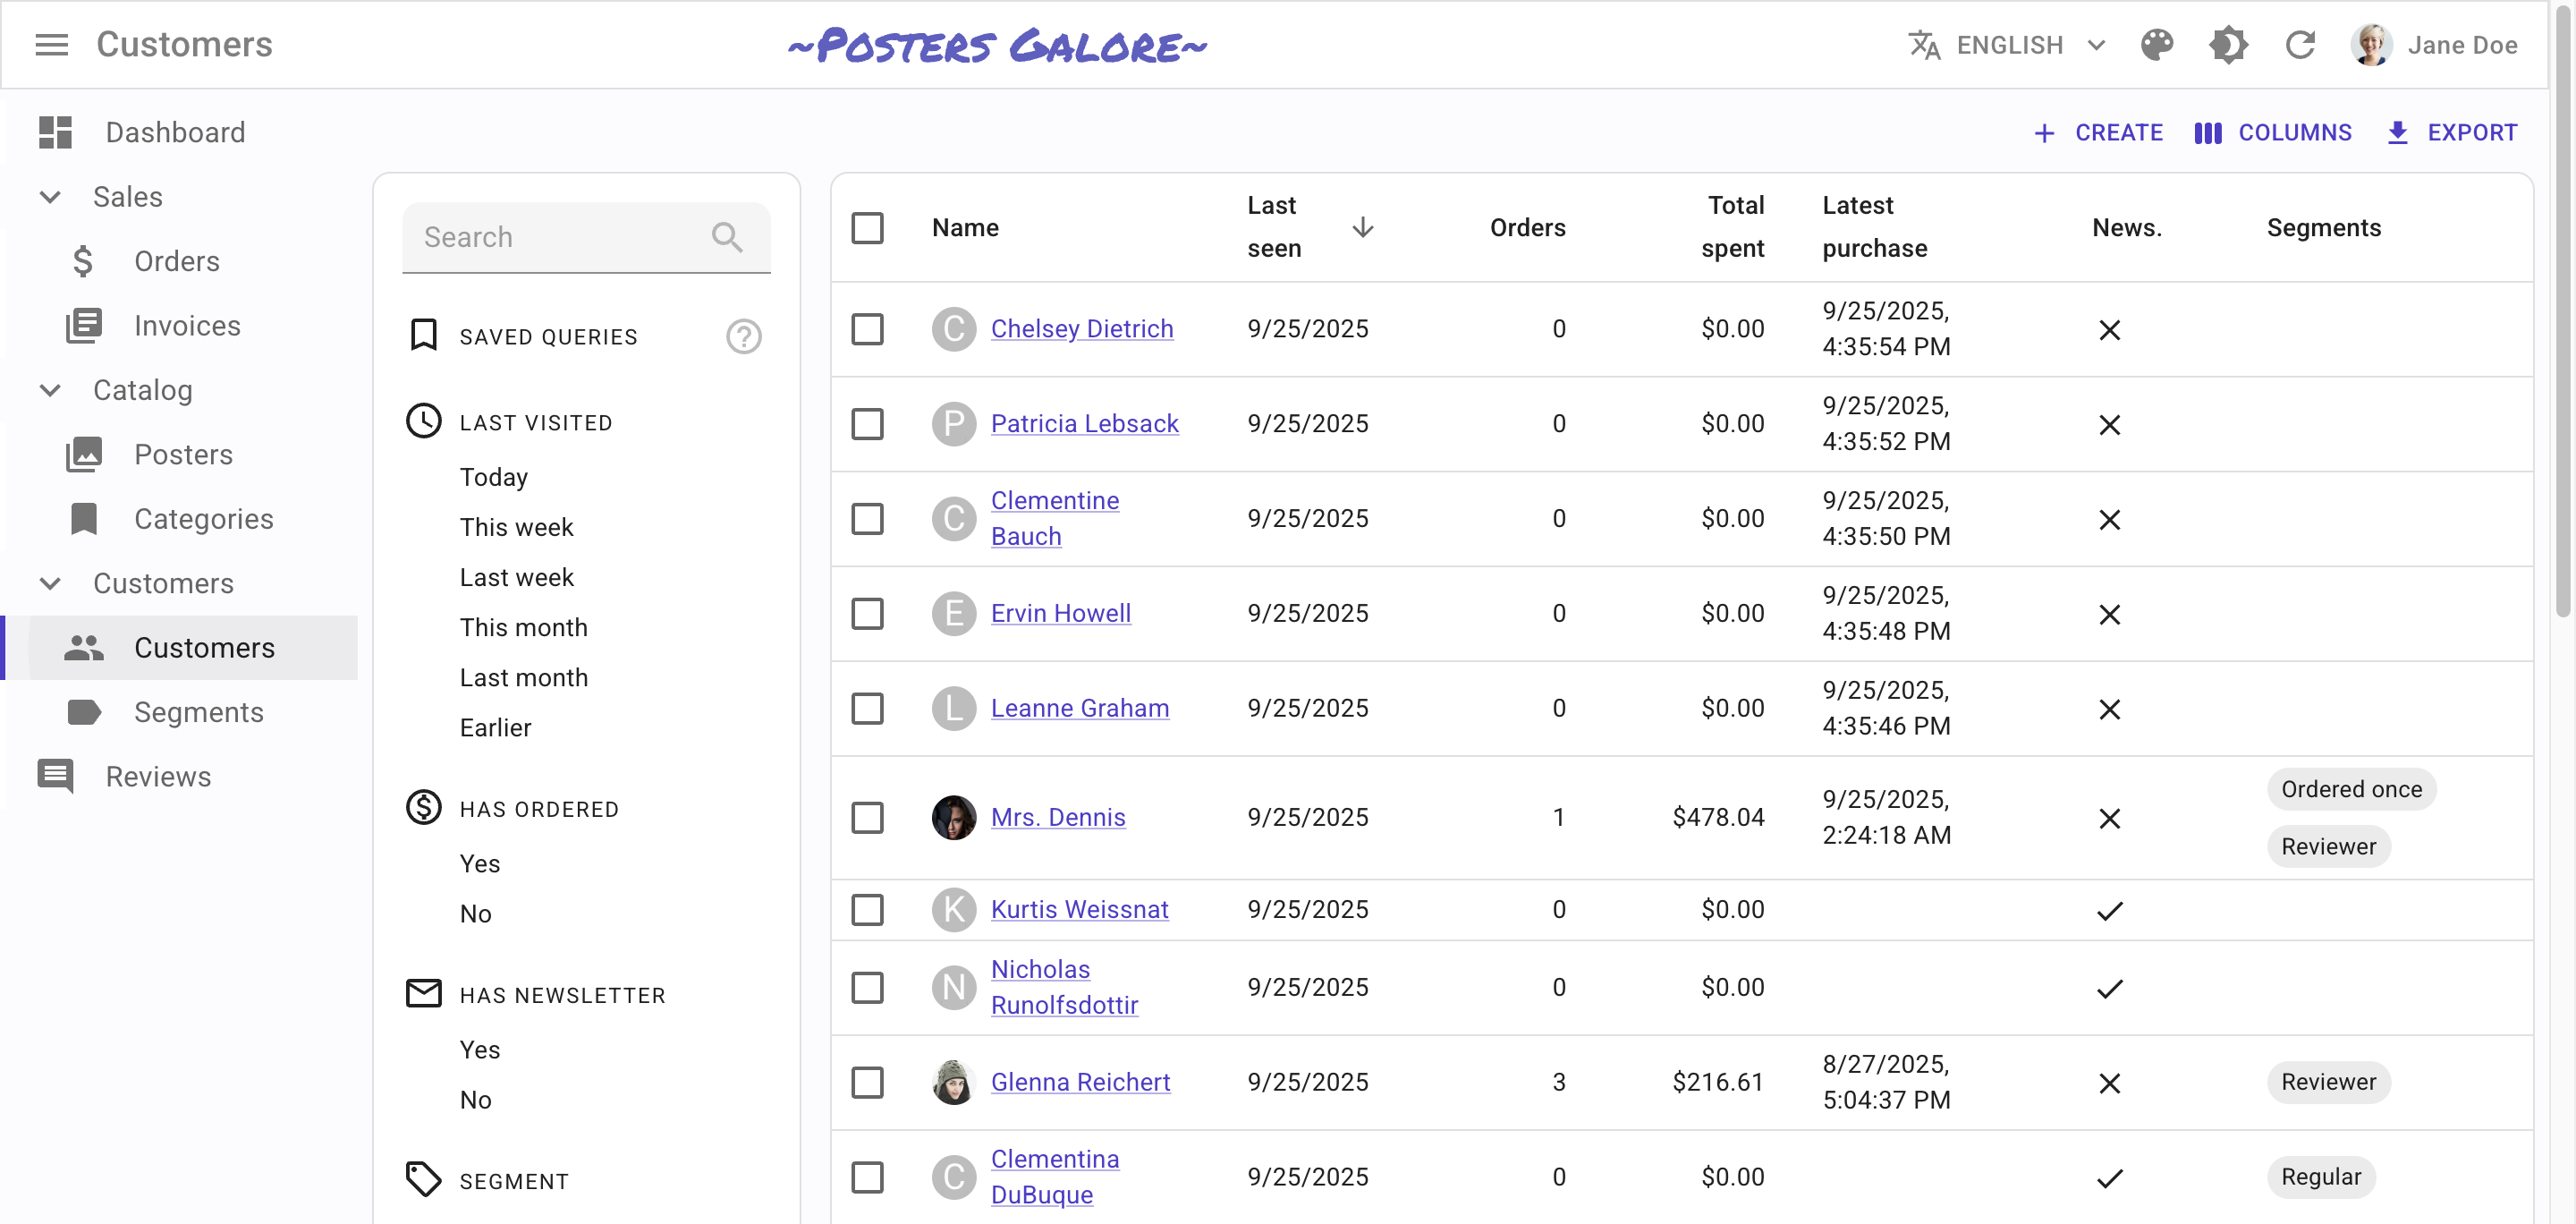 Customers
~Posters Galore~
ENGLISH
Jane Doe
Dashboard
Sales
Orders
Invoices
Catalog
Posters
Categories
Customers
Customers
Segments
Reviews
CREATE
COLUMNS
EXPORT
Search
SAVED QUERIES
?
LAST VISITED
Today
This week
Last week
This month
Last month
Earlier
HAS ORDERED
Yes
No
HAS NEWSLETTER
Yes
No
SEGMENT
Name
Last
seen
Orders
Total
spent
Latest
purchase
News.
Segments
C Chelsey Dietrich 9/25/2025 0 $0.00 9/25/2025,
4:35:54 PM
P Patricia Lebsack 9/25/2025 0 $0.00 9/25/2025,
4:35:52 PM
C Clementine
Bauch 9/25/2025 0 $0.00 9/25/2025,
4:35:50 PM
E Ervin Howell 9/25/2025 0 $0.00 9/25/2025,
4:35:48 PM
L Leanne Graham 9/25/2025 0 $0.00 9/25/2025,
4:35:46 PM
Mrs. Dennis 9/25/2025 1 $478.04 9/25/2025,
2:24:18 AM
Ordered once
Reviewer
K Kurtis Weissnat 9/25/2025 0 $0.00
N Nicholas
Runolfsdottir 9/25/2025 0 $0.00
Glenna Reichert 9/25/2025 3 $216.61 8/27/2025,
5:04:37 PM
Reviewer
C Clementina
DuBuque 9/25/2025 0 $0.00
Regular